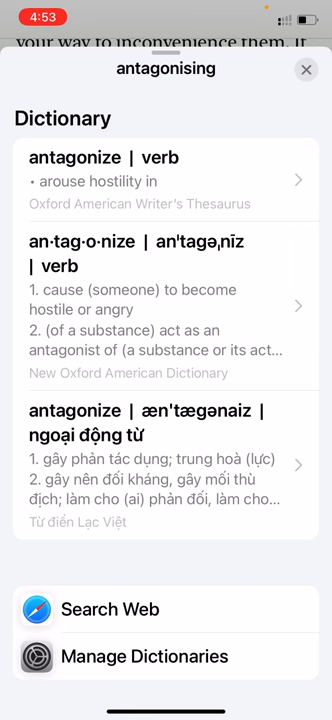 4:53
your way to inconvenience them. If
antagonising
Dictionary
antagonize | verb
• arouse hostility in
Oxford American Writer's Thesaurus
an·tag·o·nize | anˈtaɡəˌnīz
| verb
1. cause (someone) to become
hostile or angry
2. (of a substance) act as an
antagonist of (a substance or its act...
New Oxford American Dictionary
antagonize | æn'tægənaiz |
ngoại động từ
1. gây phản tác dụng; trung hoà (lực)
2. gây nên đối kháng, gây mối thù
địch; làm cho (ai) phản đối, làm cho...
Từ điển Lạc Việt
Search Web
Manage Dictionaries